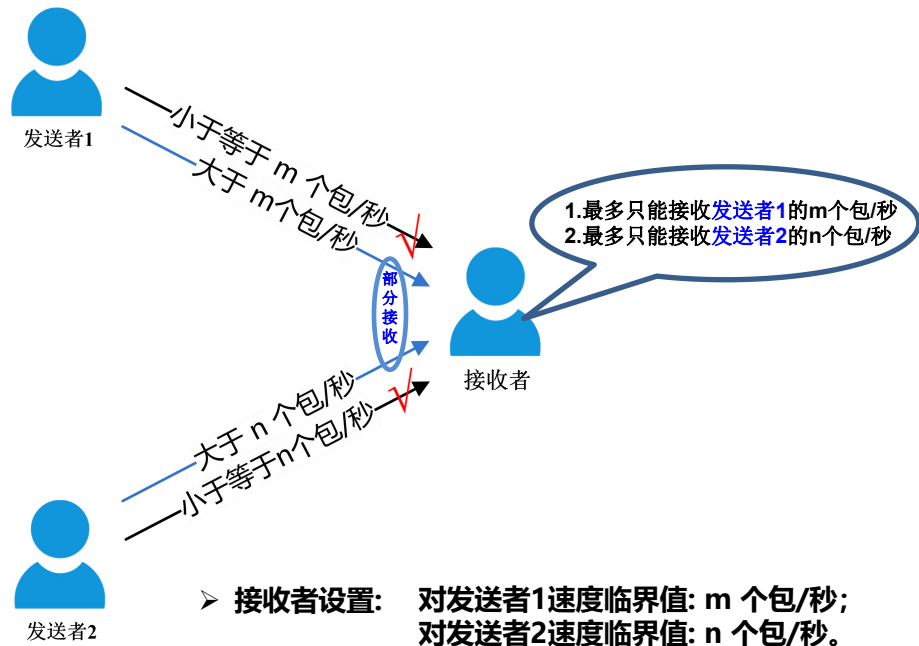 发送者1
小于等于 m 个包/秒
大于 m个包/秒
1.最多只能接收发送者1的m个包/秒
2.最多只能接收发送者2的n个包/秒
部分接收
接收者
大于 n 个包/秒
小于等于n个包/秒
发送者2
➢ 接收者设置: 对发送者1速度临界值: m 个包/秒;
对发送者2速度临界值: n 个包/秒。